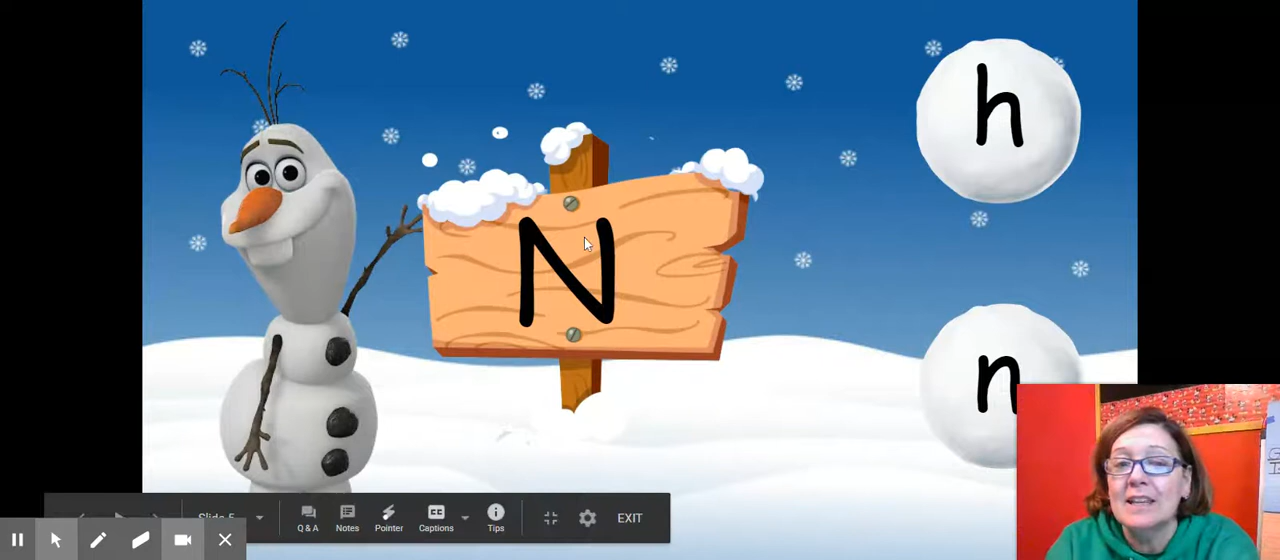 h
N
n
Slide 5
Q & A
Notes
Pointer
Captions
Tips
EXIT